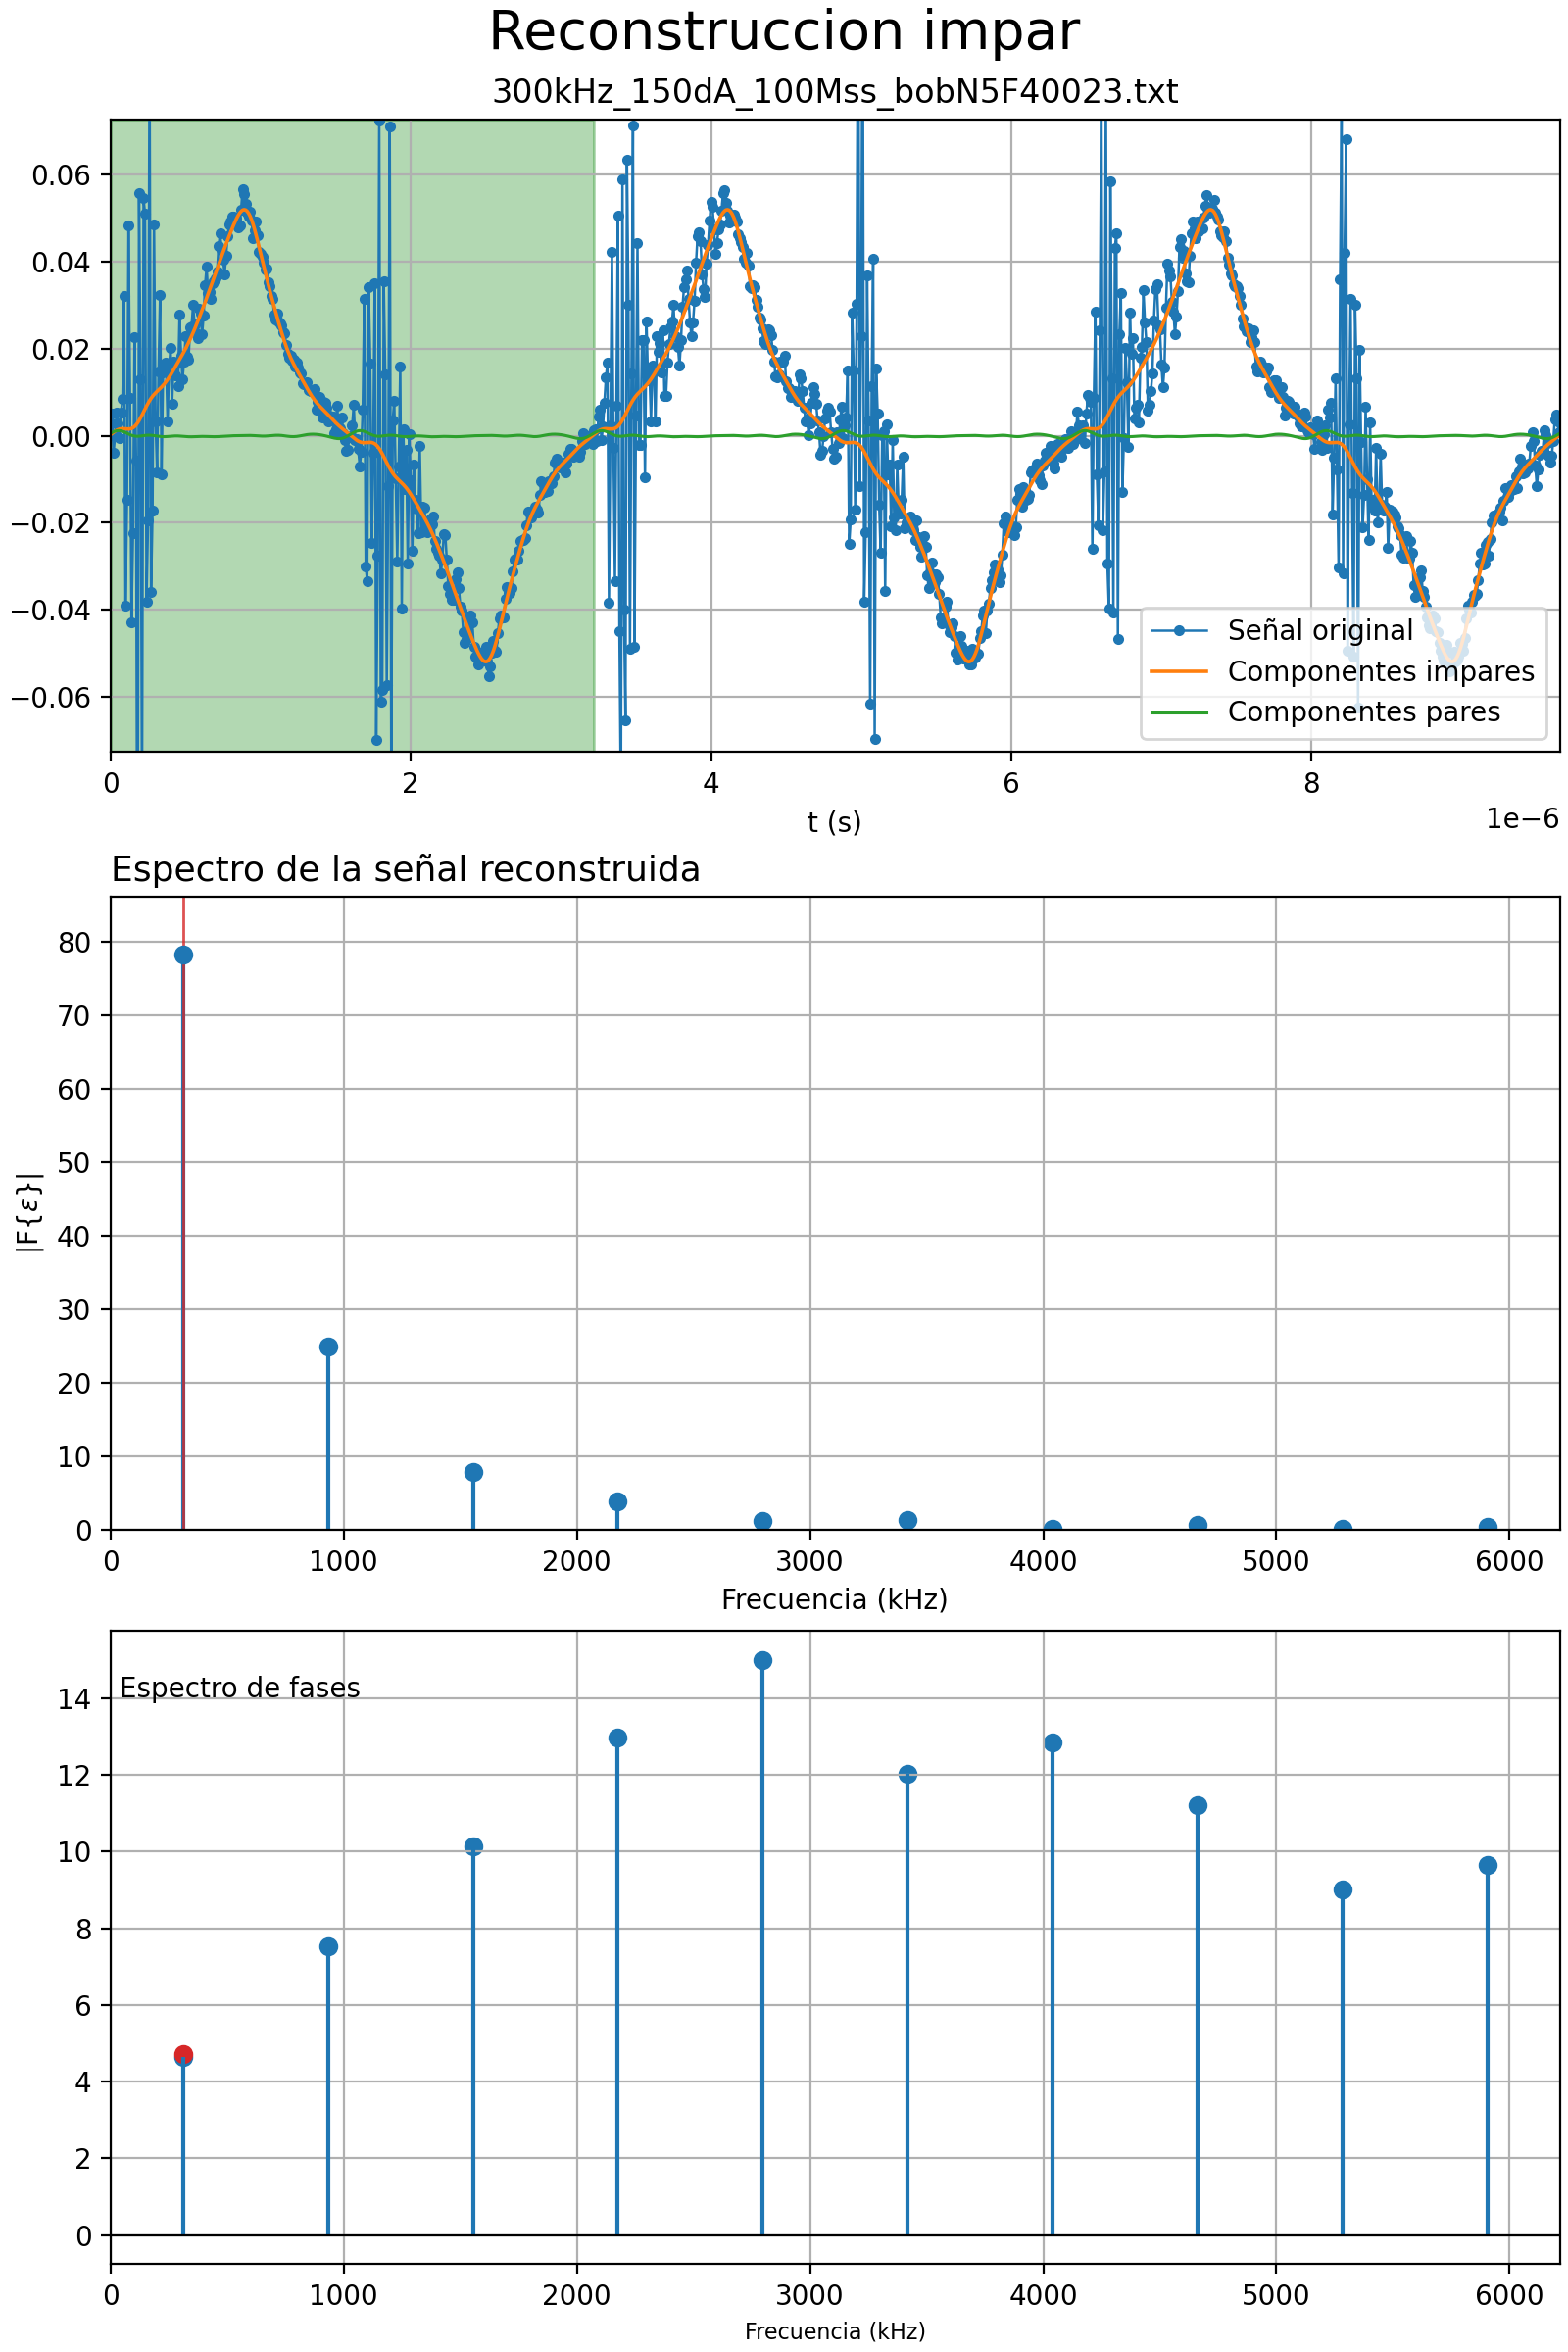 Reconstruccion impar
300kHz_150dA_100Mss_bobN5F40023.txt
0.06
0.04
0.02
0.00
−0.02
−0.04
−0.06
Señal original
Componentes impares
Componentes pares
0 2 4 6 8
1e−6
t (s)
Espectro de la señal reconstruida
80
70
60
50
40
30
20
10
0
|F{ε}|
0 1000 2000 3000 4000 5000 6000
Frecuencia (kHz)
Espectro de fases
14
12
10
8
6
4
2
0
0 1000 2000 3000 4000 5000 6000
Frecuencia (kHz)